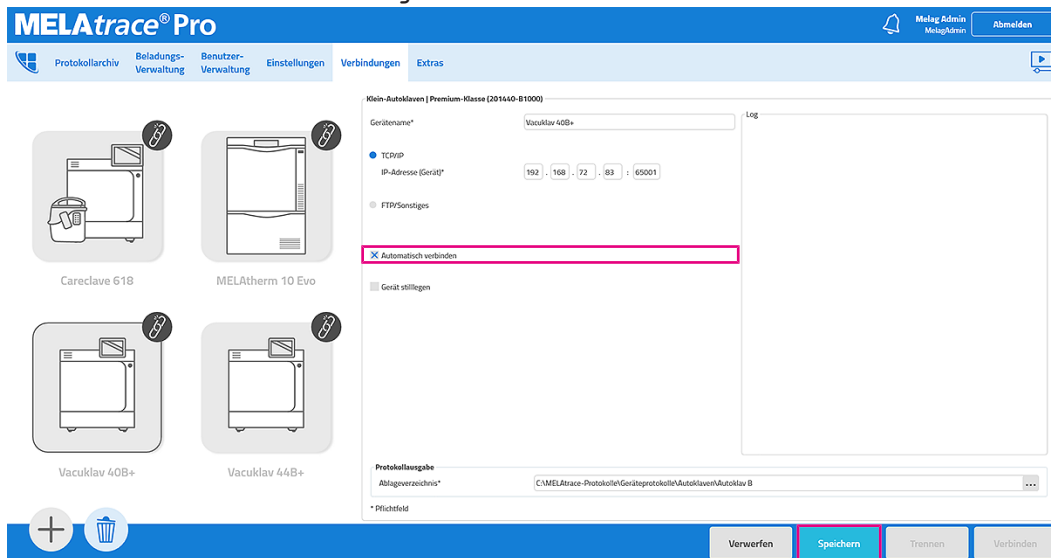 MELAtrace® Pro
Melag Admin
MelagAdmin
Abmelden
Protokollarchiv
Beladungs-
Verwaltung
Benutzer-
Verwaltung
Einstellungen
Verbindungen
Extras
Careclave 618
MELAtherm 10 Evo
Vacuklav 40B+
Vacuklav 44B+
Klein-Autoklaven | Premium-Klasse (201440-B1000)
Gerätename*
Vacuklav 40B+
TCP/IP
IP-Adresse (Gerät)*
192 . 168 . 72 . 83 : 65001
FTP/Sonstiges
Automatisch verbinden
Gerät stilllegen
Log
Protokollausgabe
Ablageverzeichnis*
C:\MELAtrace-Protokolle\Geräteprotokolle\Autoklaven\Autoklav B
...
* Pflichtfeld
Verwerfen
Speichern
Trennen
Verbinden